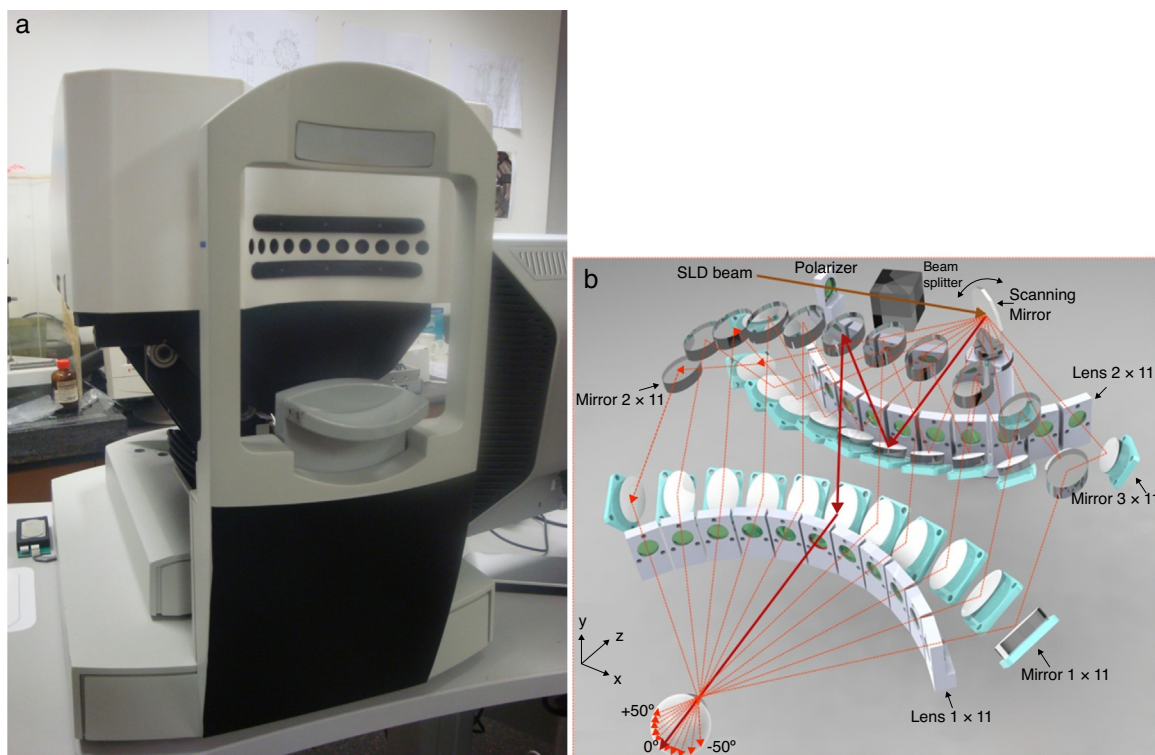 a
b
SLD beam
Polarizer
Beam
splitter
Scanning
Mirror
Lens 2 × 11
Mirror 2 × 11
Mirror 3 × 11
y
z
x
Mirror 1 × 11
Lens 1 × 11
+50º
0º
-50º